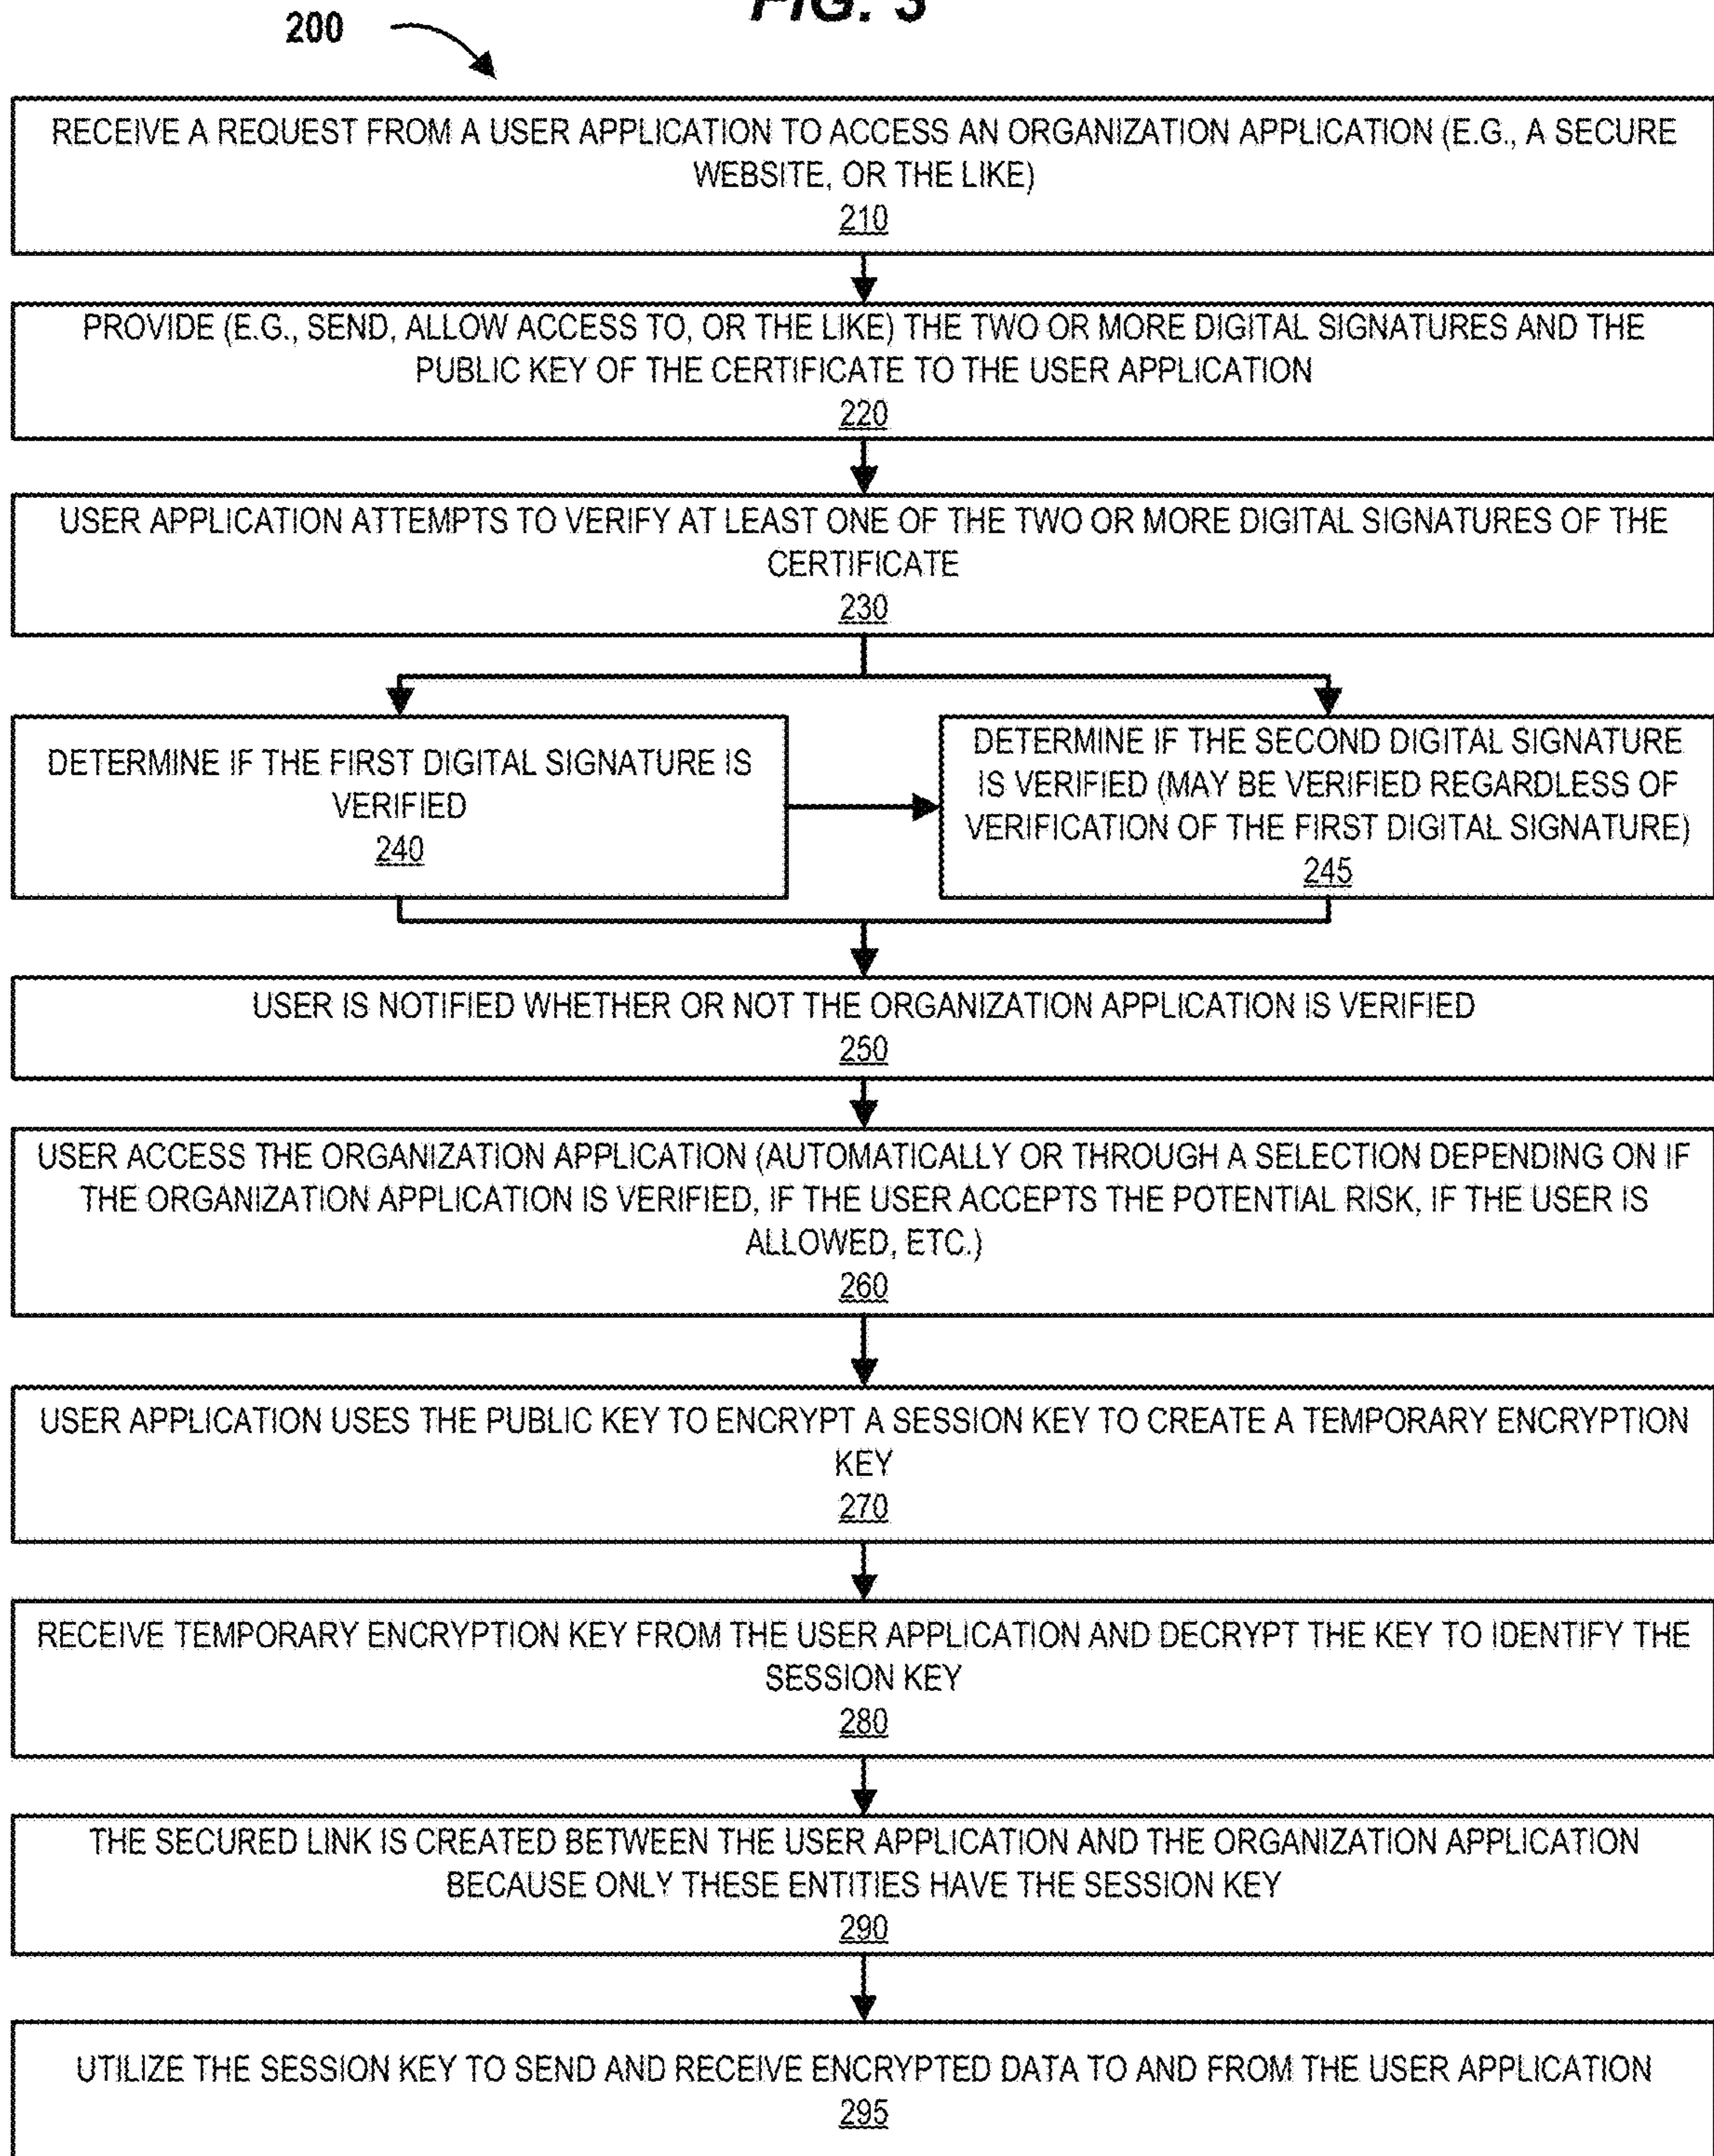 FIG. 3
200
RECEIVE A REQUEST FROM A USER APPLICATION TO ACCESS AN ORGANIZATION APPLICATION (E.G., A SECURE
WEBSITE, OR THE LIKE)
210
PROVIDE (E.G., SEND, ALLOW ACCESS TO, OR THE LIKE) THE TWO OR MORE DIGITAL SIGNATURES AND THE
PUBLIC KEY OF THE CERTIFICATE TO THE USER APPLICATION
220
USER APPLICATION ATTEMPTS TO VERIFY AT LEAST ONE OF THE TWO OR MORE DIGITAL SIGNATURES OF THE
CERTIFICATE
230
DETERMINE IF THE FIRST DIGITAL SIGNATURE IS
VERIFIED
240
DETERMINE IF THE SECOND DIGITAL SIGNATURE
IS VERIFIED (MAY BE VERIFIED REGARDLESS OF
VERIFICATION OF THE FIRST DIGITAL SIGNATURE)
245
USER IS NOTIFIED WHETHER OR NOT THE ORGANIZATION APPLICATION IS VERIFIED
250
USER ACCESS THE ORGANIZATION APPLICATION (AUTOMATICALLY OR THROUGH A SELECTION DEPENDING ON IF
THE ORGANIZATION APPLICATION IS VERIFIED, IF THE USER ACCEPTS THE POTENTIAL RISK, IF THE USER IS
ALLOWED, ETC.)
260
USER APPLICATION USES THE PUBLIC KEY TO ENCRYPT A SESSION KEY TO CREATE A TEMPORARY ENCRYPTION
KEY
270
RECEIVE TEMPORARY ENCRYPTION KEY FROM THE USER APPLICATION AND DECRYPT THE KEY TO IDENTIFY THE
SESSION KEY
280
THE SECURED LINK IS CREATED BETWEEN THE USER APPLICATION AND THE ORGANIZATION APPLICATION
BECAUSE ONLY THESE ENTITIES HAVE THE SESSION KEY
290
UTILIZE THE SESSION KEY TO SEND AND RECEIVE ENCRYPTED DATA TO AND FROM THE USER APPLICATION
295